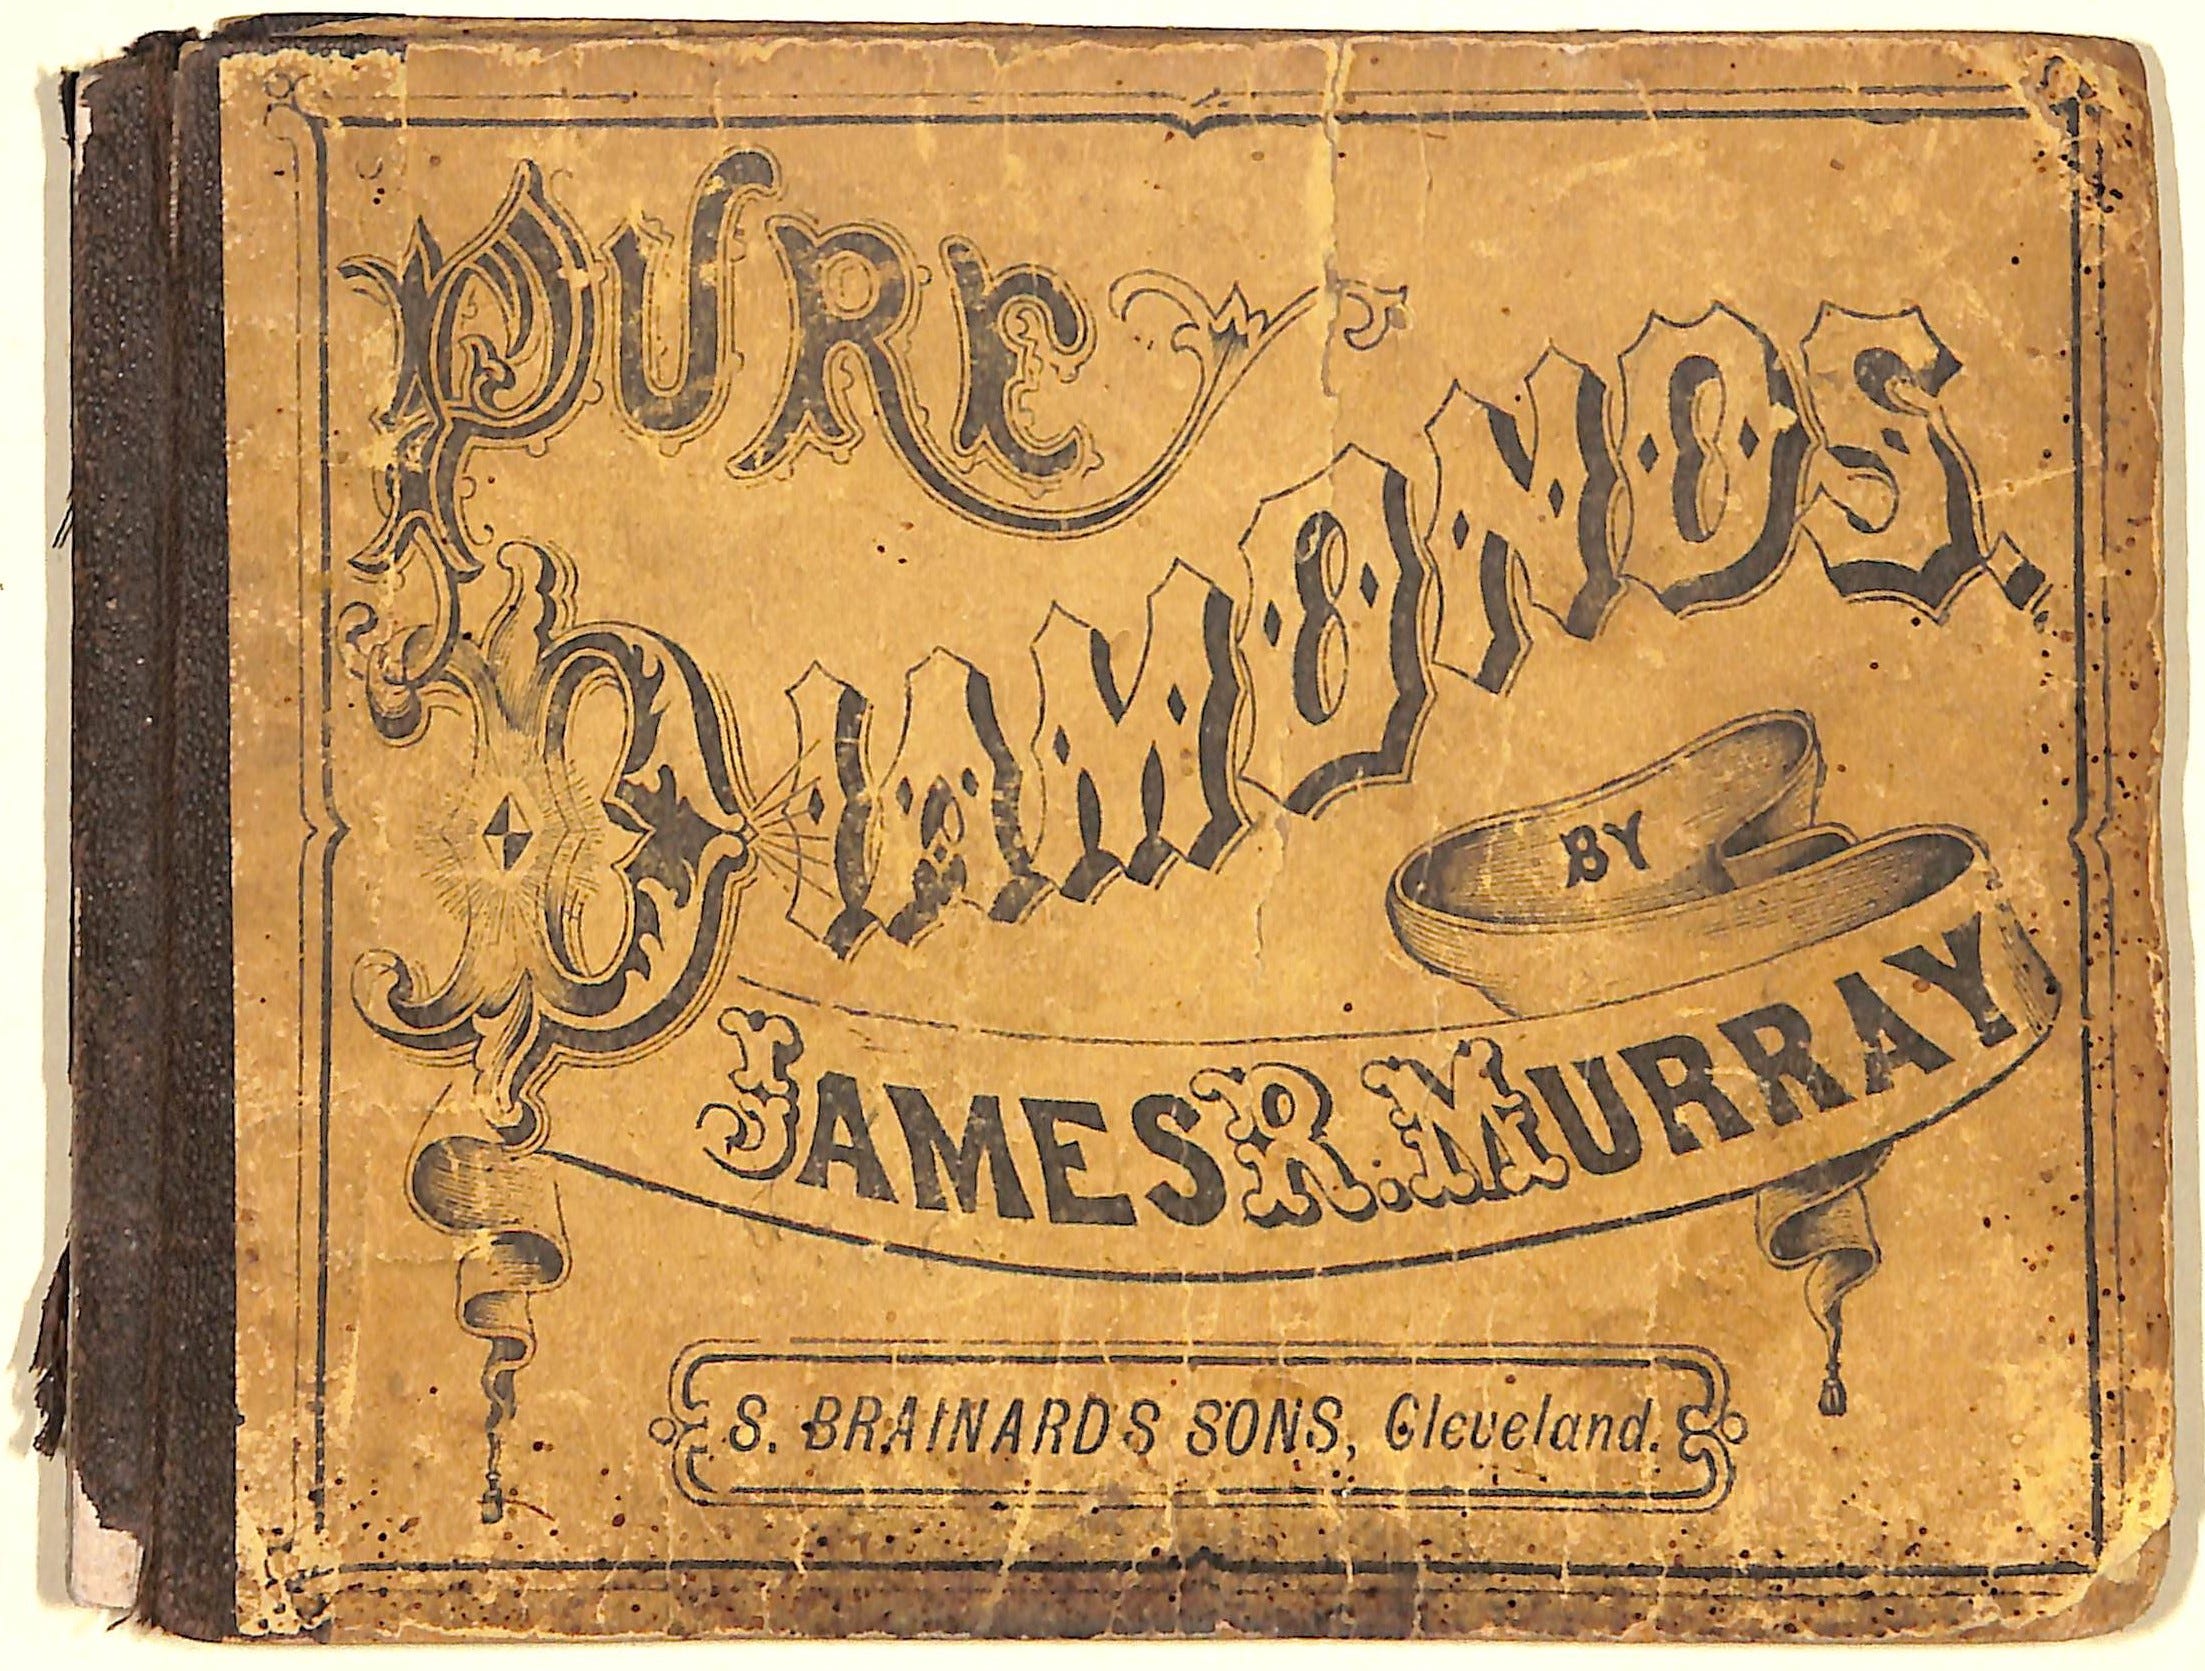 PURE
DIAMONDS.
BY
JAMES R. MURRAY
S. BRAINARD'S SONS, Cleveland.